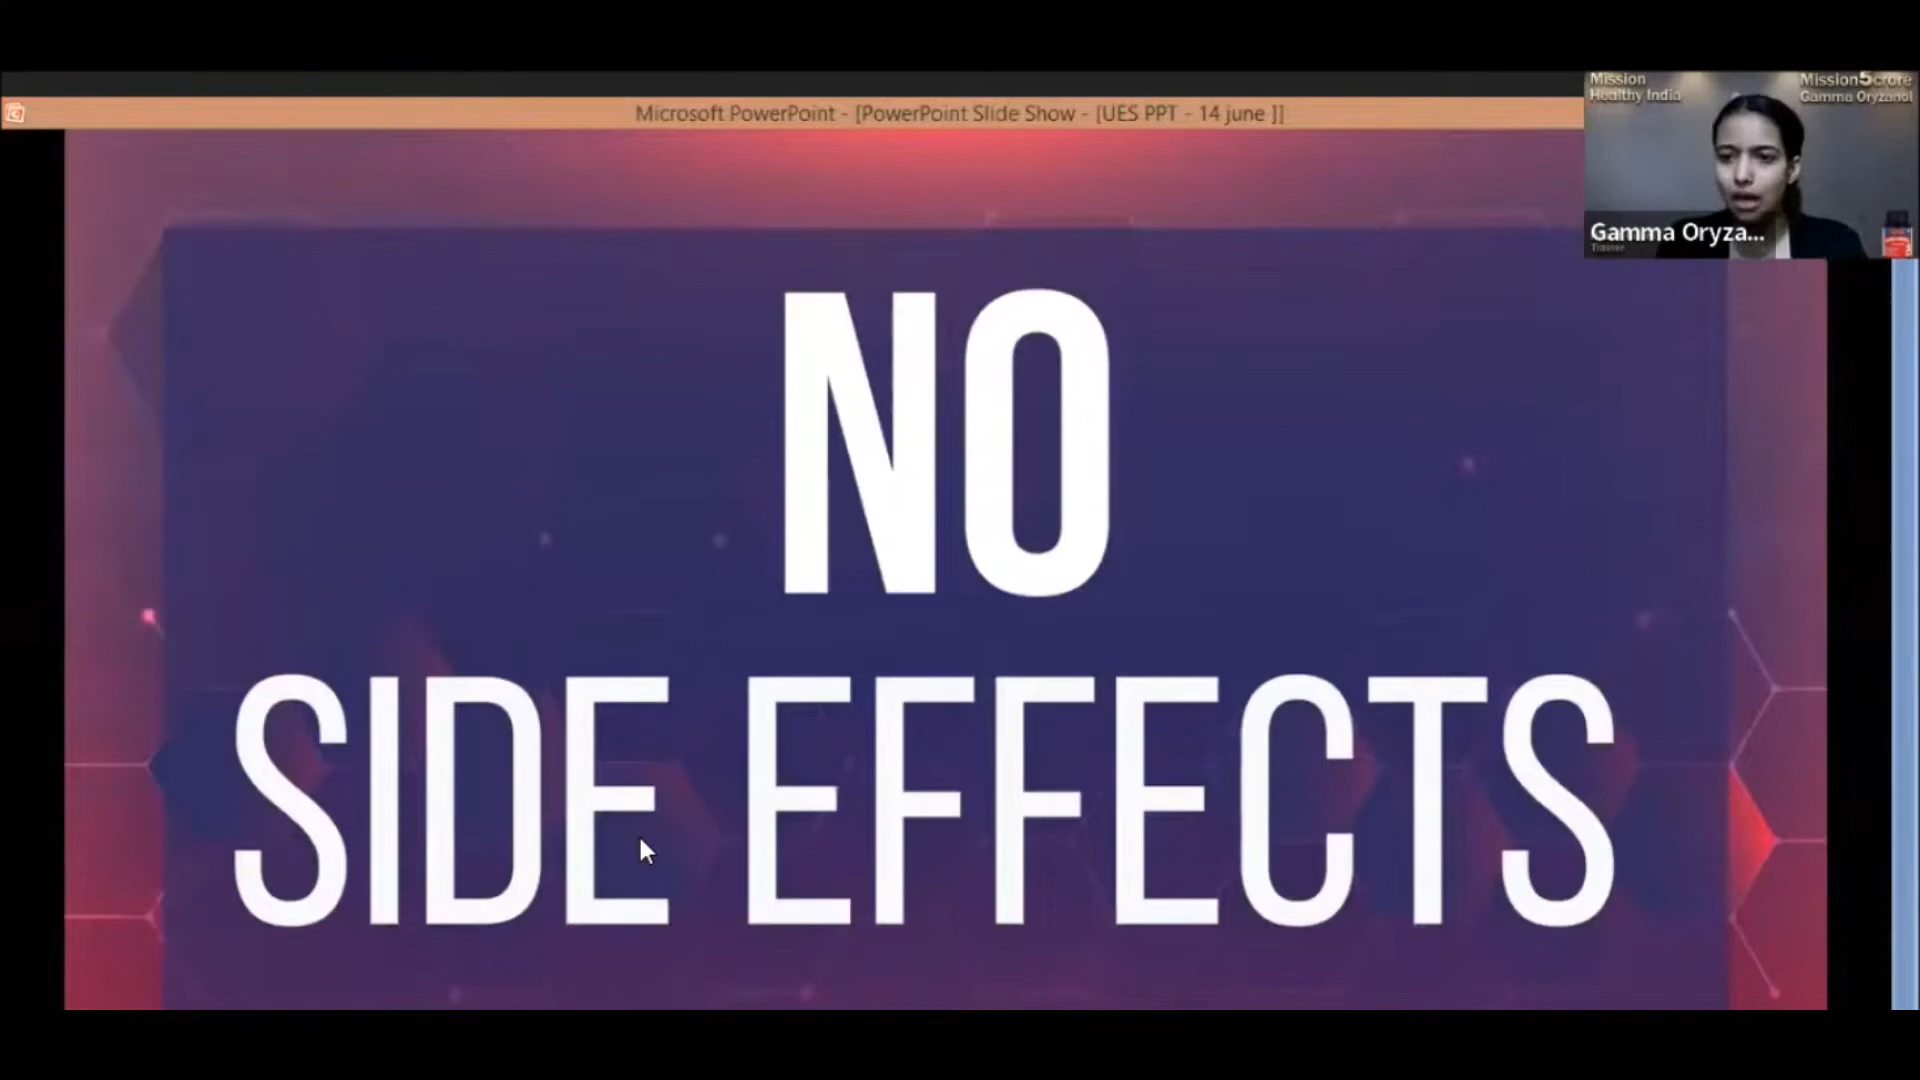 Microsoft PowerPoint - [PowerPoint Slide Show - [UES PPT - 14 june ]]
Mission
Healthy India
Mission5crore
Gamma Oryzanol
Gamma Oryza...
Trainer
NO
SIDE EFFECTS